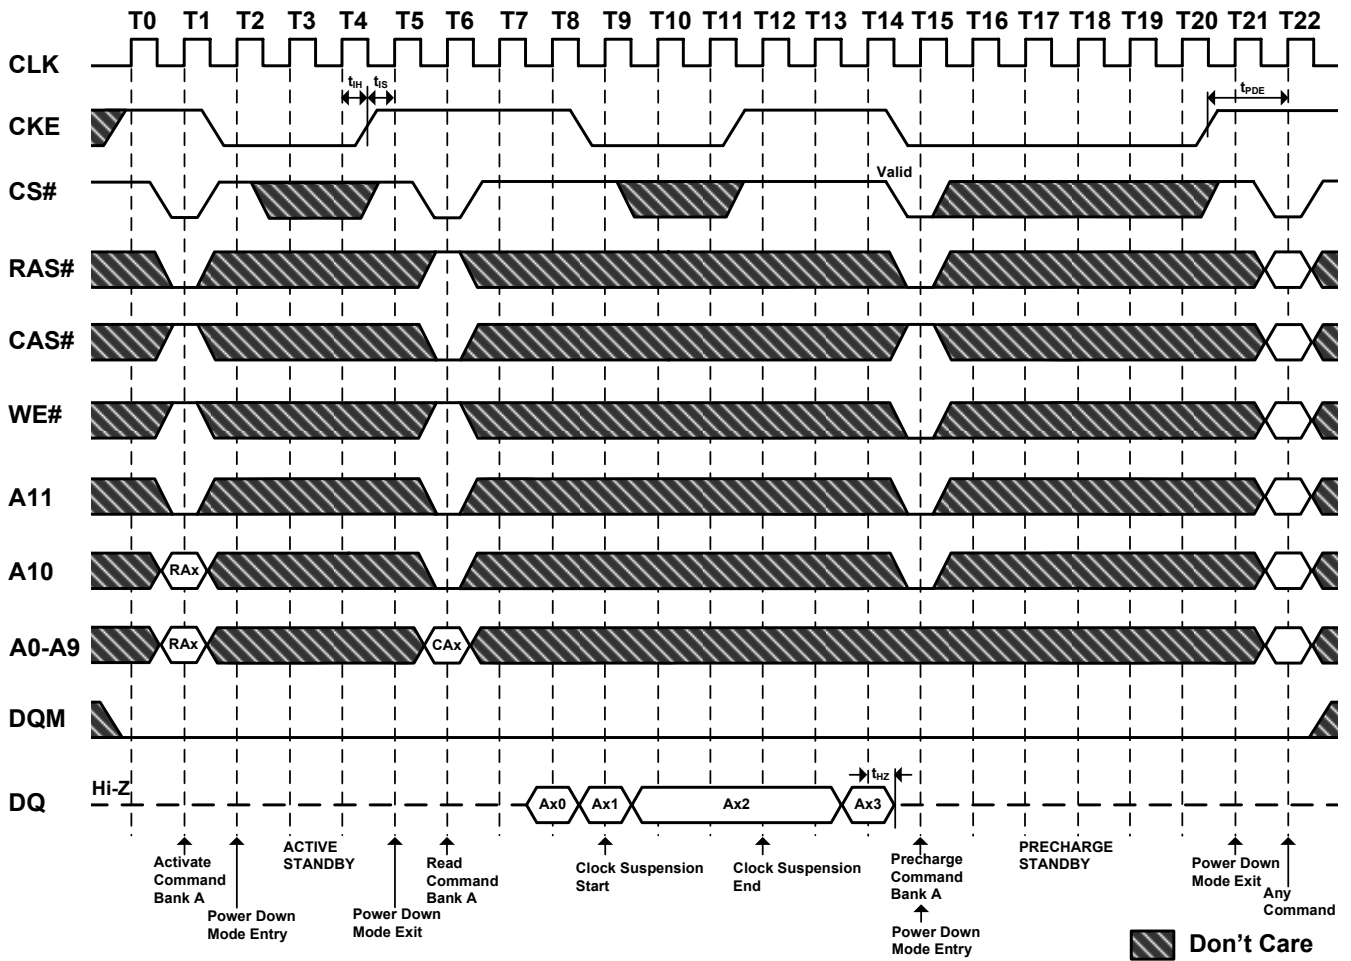 T0 T1 T2 T3 T4 T5 T6 T7 T8 T9 T10 T11 T12 T13 T14 T15 T16 T17 T18 T19 T20 T21 T22
CLK
tIH tIS tPDE
CKE
Valid
CS#
RAS#
CAS#
WE#
A11
A10 RAx
A0-A9 RAx CAx
DQM
Hi-Z tHZ
DQ Ax0 Ax1 Ax2 Ax3
Activate
Command
Bank A
Power Down
Mode Entry
ACTIVE
STANDBY
Power Down
Mode Exit
Read
Command
Bank A
Clock Suspension
Start
Clock Suspension
End
Precharge
Command
Bank A
Power Down
Mode Entry
PRECHARGE
STANDBY
Power Down
Mode Exit
Any
Command
Don't Care